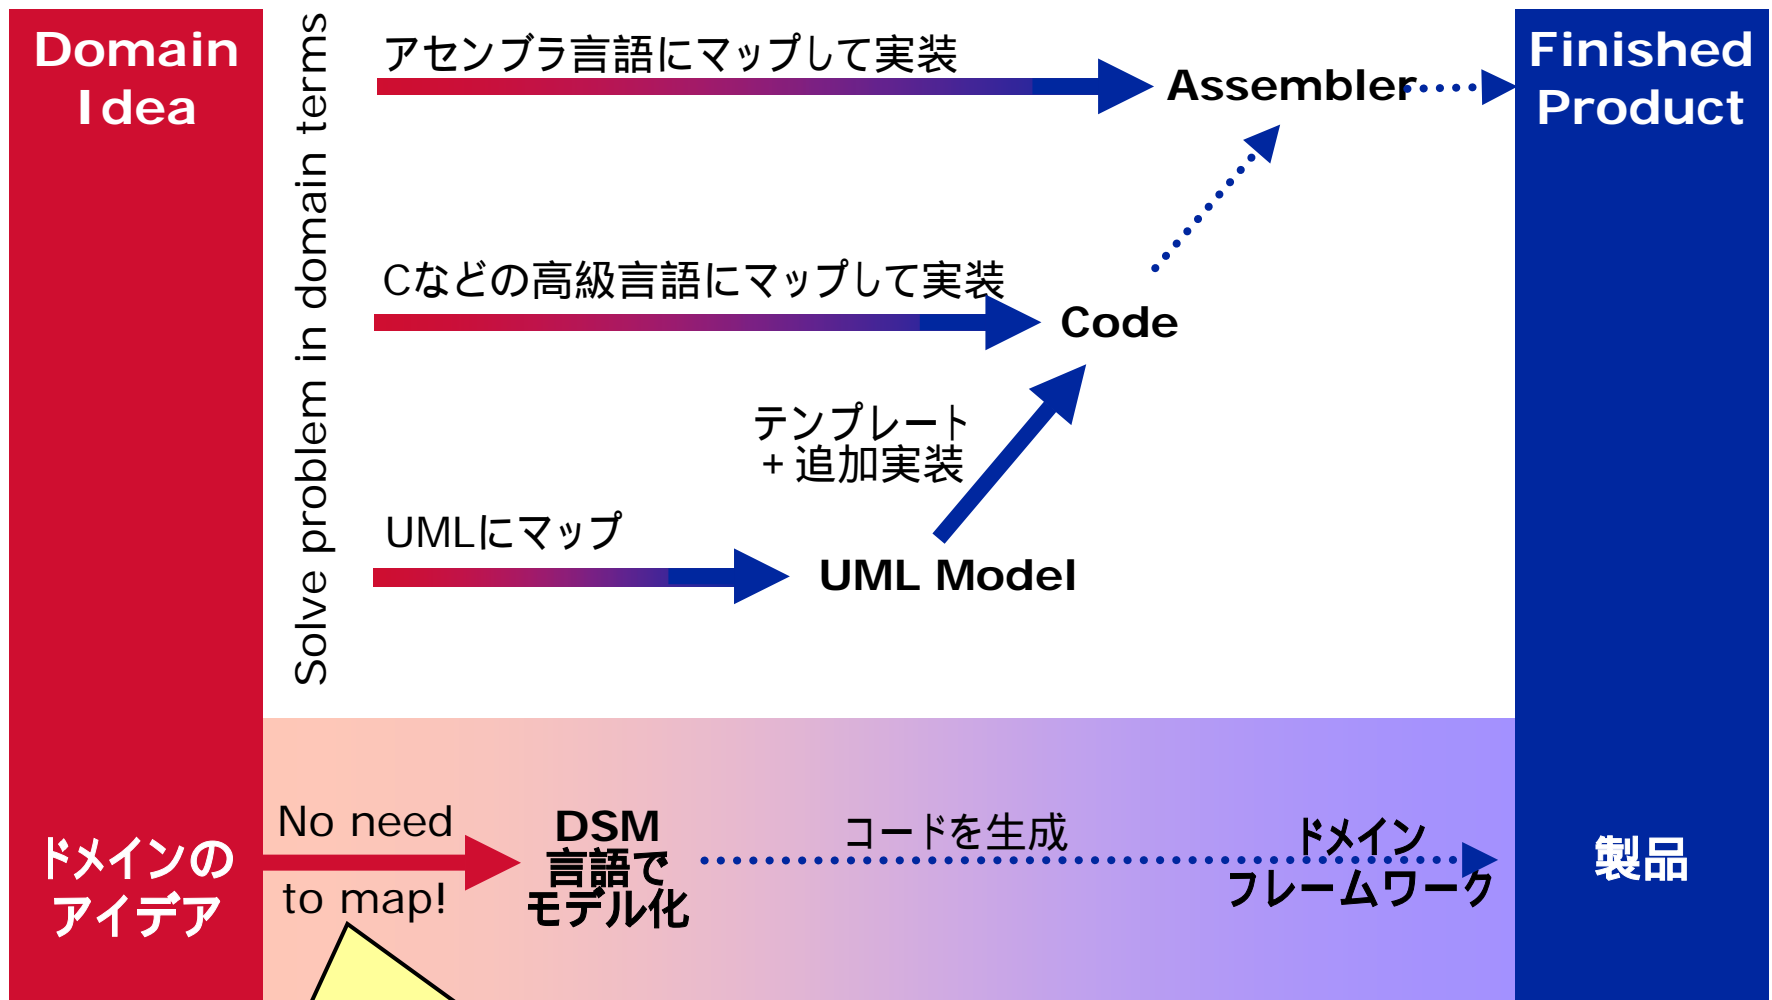 Domain
Idea
Solve problem in domain terms
アセンブラ言語にマップして実装
Assembler
Finished
Product
Cなどの高級言語にマップして実装
Code
テンプレート
+ 追加実装
UMLにマップ
UML Model
ドメインの
アイデア
No need
to map!
DSM
言語で
モデル化
コードを生成
ドメイン
フレームワーク
製品